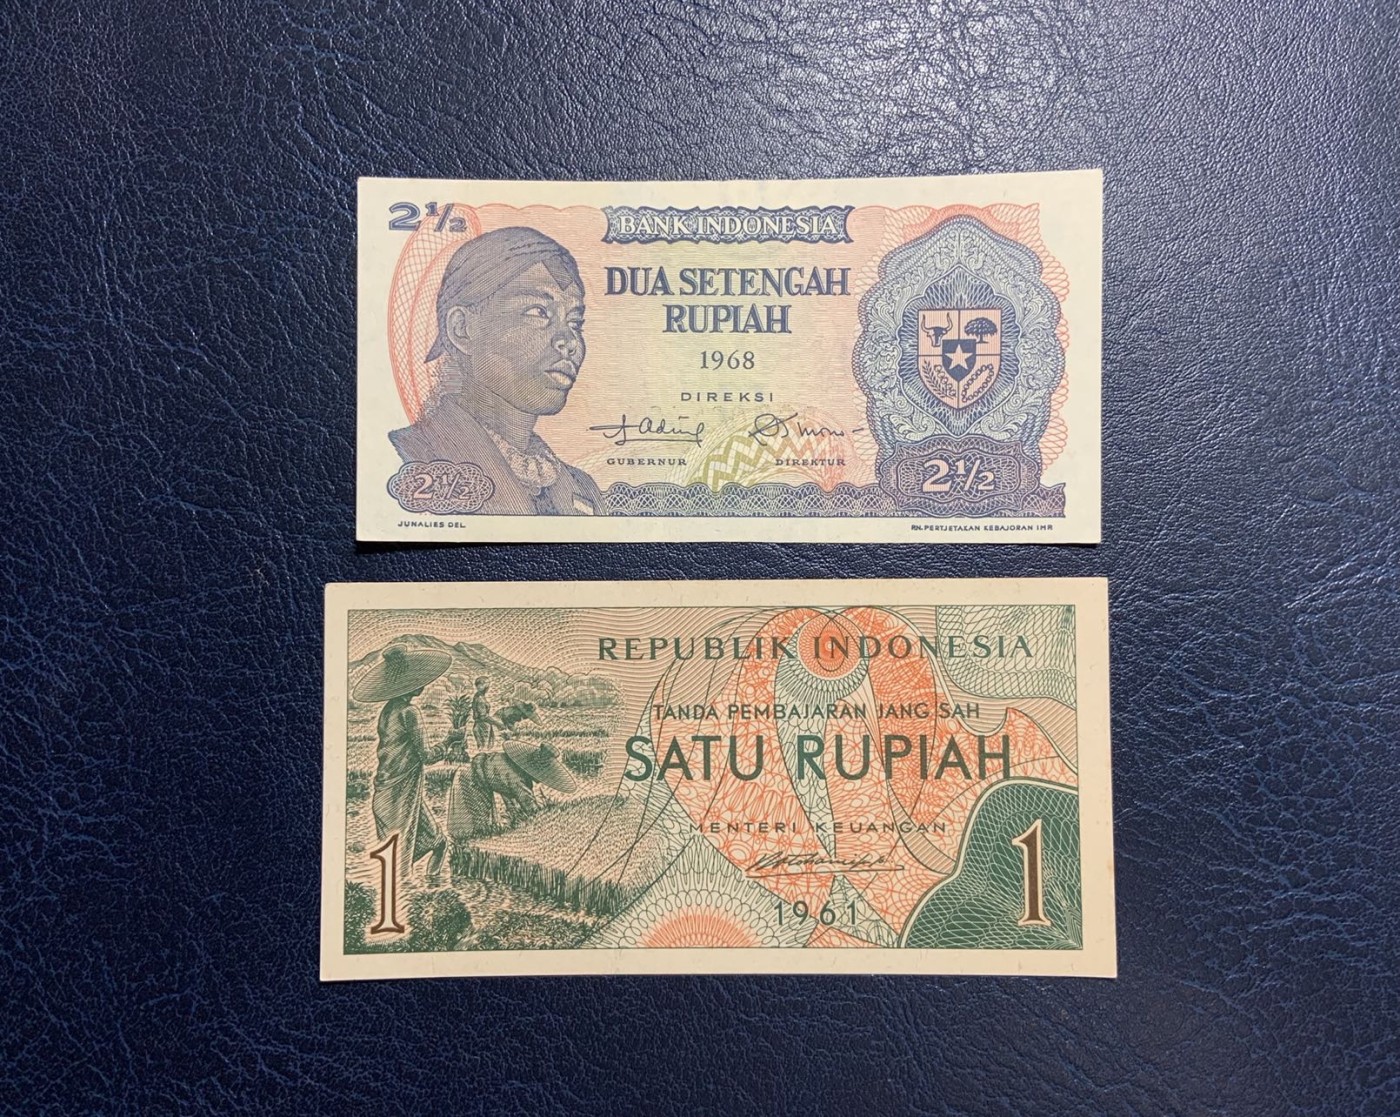 2½
BANK INDONESIA
DUA SETENGAH
RUPIAH
1968
DIREKSI
GUBERNUR DIREKTUR
2½ 2½
JUNALIES DEL. PN. PERTJETAKAN KEBAJORAN IMP.
REPUBLIK INDONESIA
TANDA PEMBAJARAN JANG SAH
SATU RUPIAH
MENTERI KEUANGAN
1 1
1961